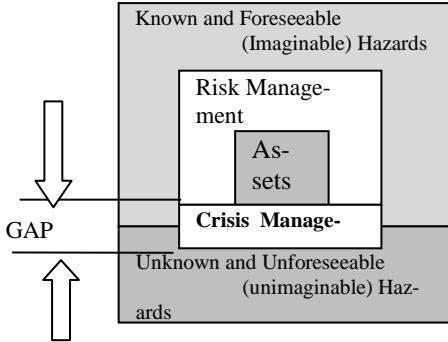 Known and Foreseeable
(Imaginable) Hazards
Risk Manage-
ment
As-
sets
Crisis Manage-
GAP
Unknown and Unforeseeable
(unimaginable) Haz-
ards